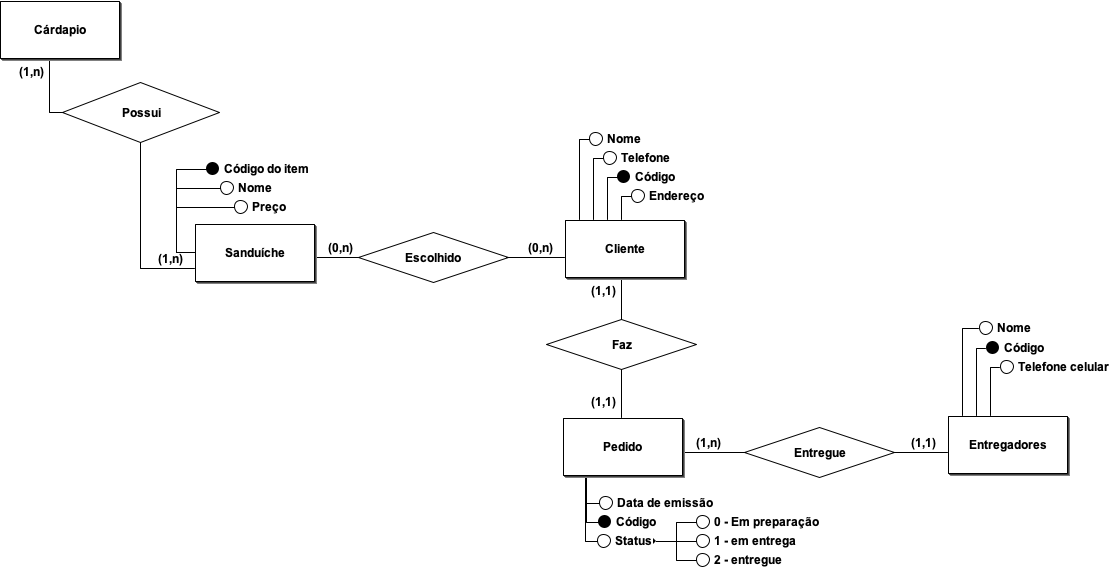 Cárdapio
(1,n)
Possui
Código do item
Nome
Preço
(1,n)
Sanduíche
(0,n)
Escolhido
(0,n)
Nome
Telefone
Código
Endereço
Cliente
(1,1)
Faz
(1,1)
Pedido
(1,n)
Entregue
(1,1)
Nome
Código
Telefone celular
Entregadores
Data de emissão
Código
Status
0 - Em preparação
1 - em entrega
2 - entregue